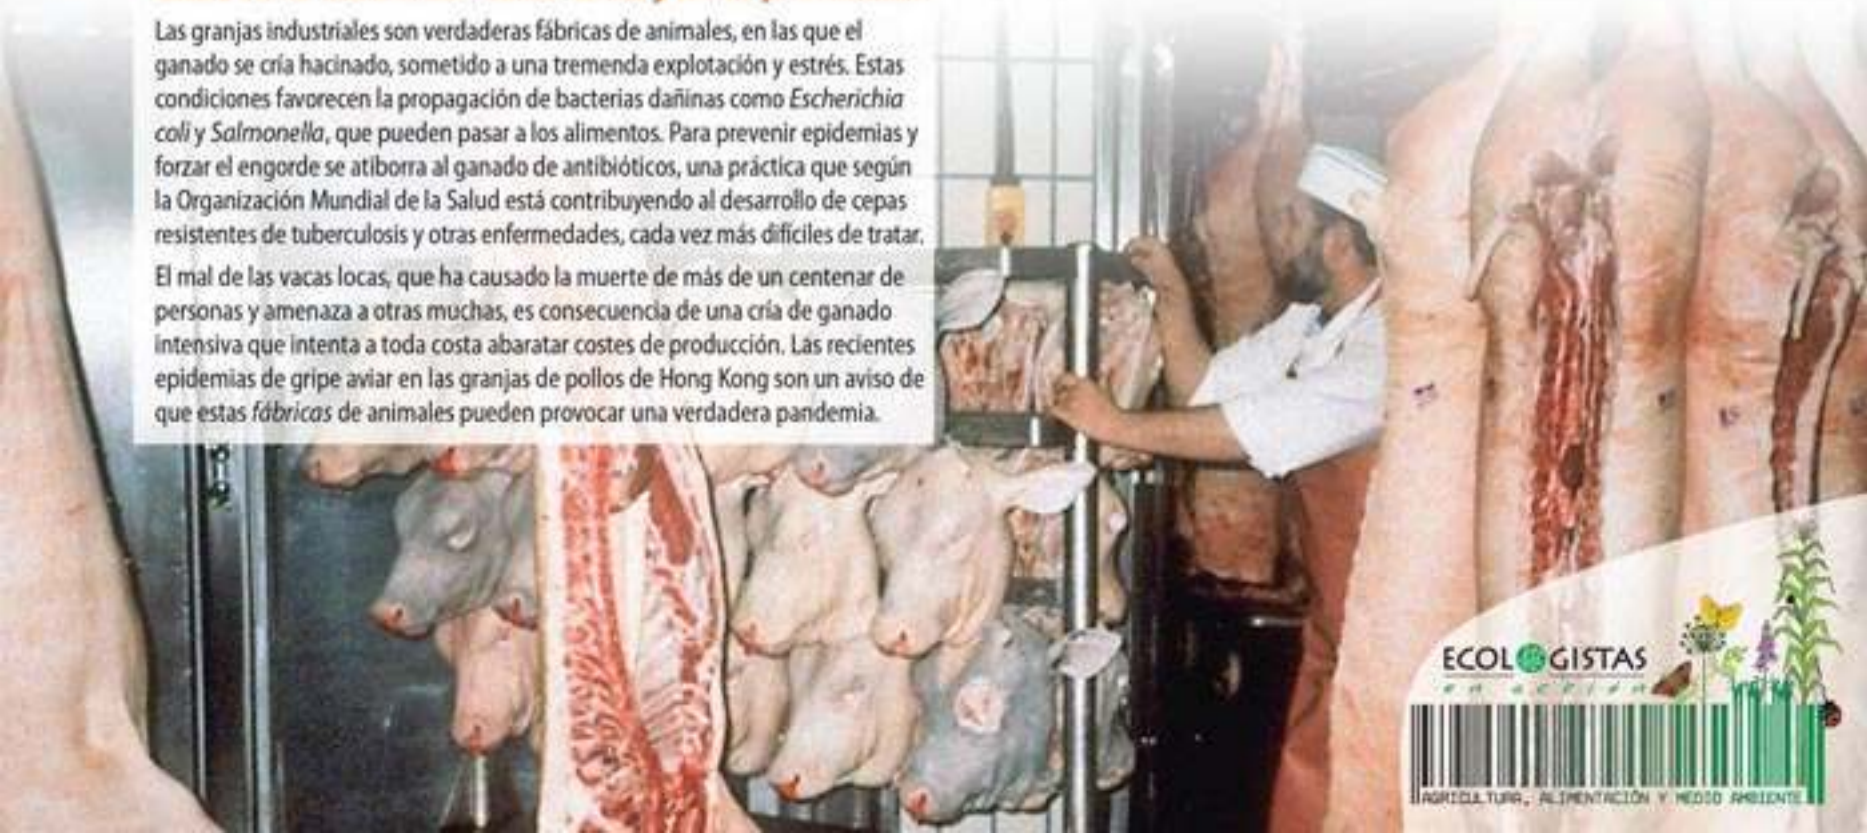 Las granjas industriales son verdaderas fábricas de animales, en las que el
ganado se cría hacinado, sometido a una tremenda explotación y estrés. Estas
condiciones favorecen la propagación de bacterias dañinas como Escherichia
coli y Salmonella, que pueden pasar a los alimentos. Para prevenir epidemias y
forzar el engorde se atiborra al ganado de antibióticos, una práctica que según
la Organización Mundial de la Salud está contribuyendo al desarrollo de cepas
resistentes de tuberculosis y otras enfermedades, cada vez más difíciles de tratar.
El mal de las vacas locas, que ha causado la muerte de más de un centenar de
personas y amenaza a otras muchas, es consecuencia de una cría de ganado
intensiva que intenta a toda costa abaratar costes de producción. Las recientes
epidemias de gripe aviar en las granjas de pollos de Hong Kong son un aviso de
que estas fábricas de animales pueden provocar una verdadera pandemia.
ECOLOGISTAS
en acción
AGRICULTURA, ALIMENTACIÓN Y MEDIO AMBIENTE